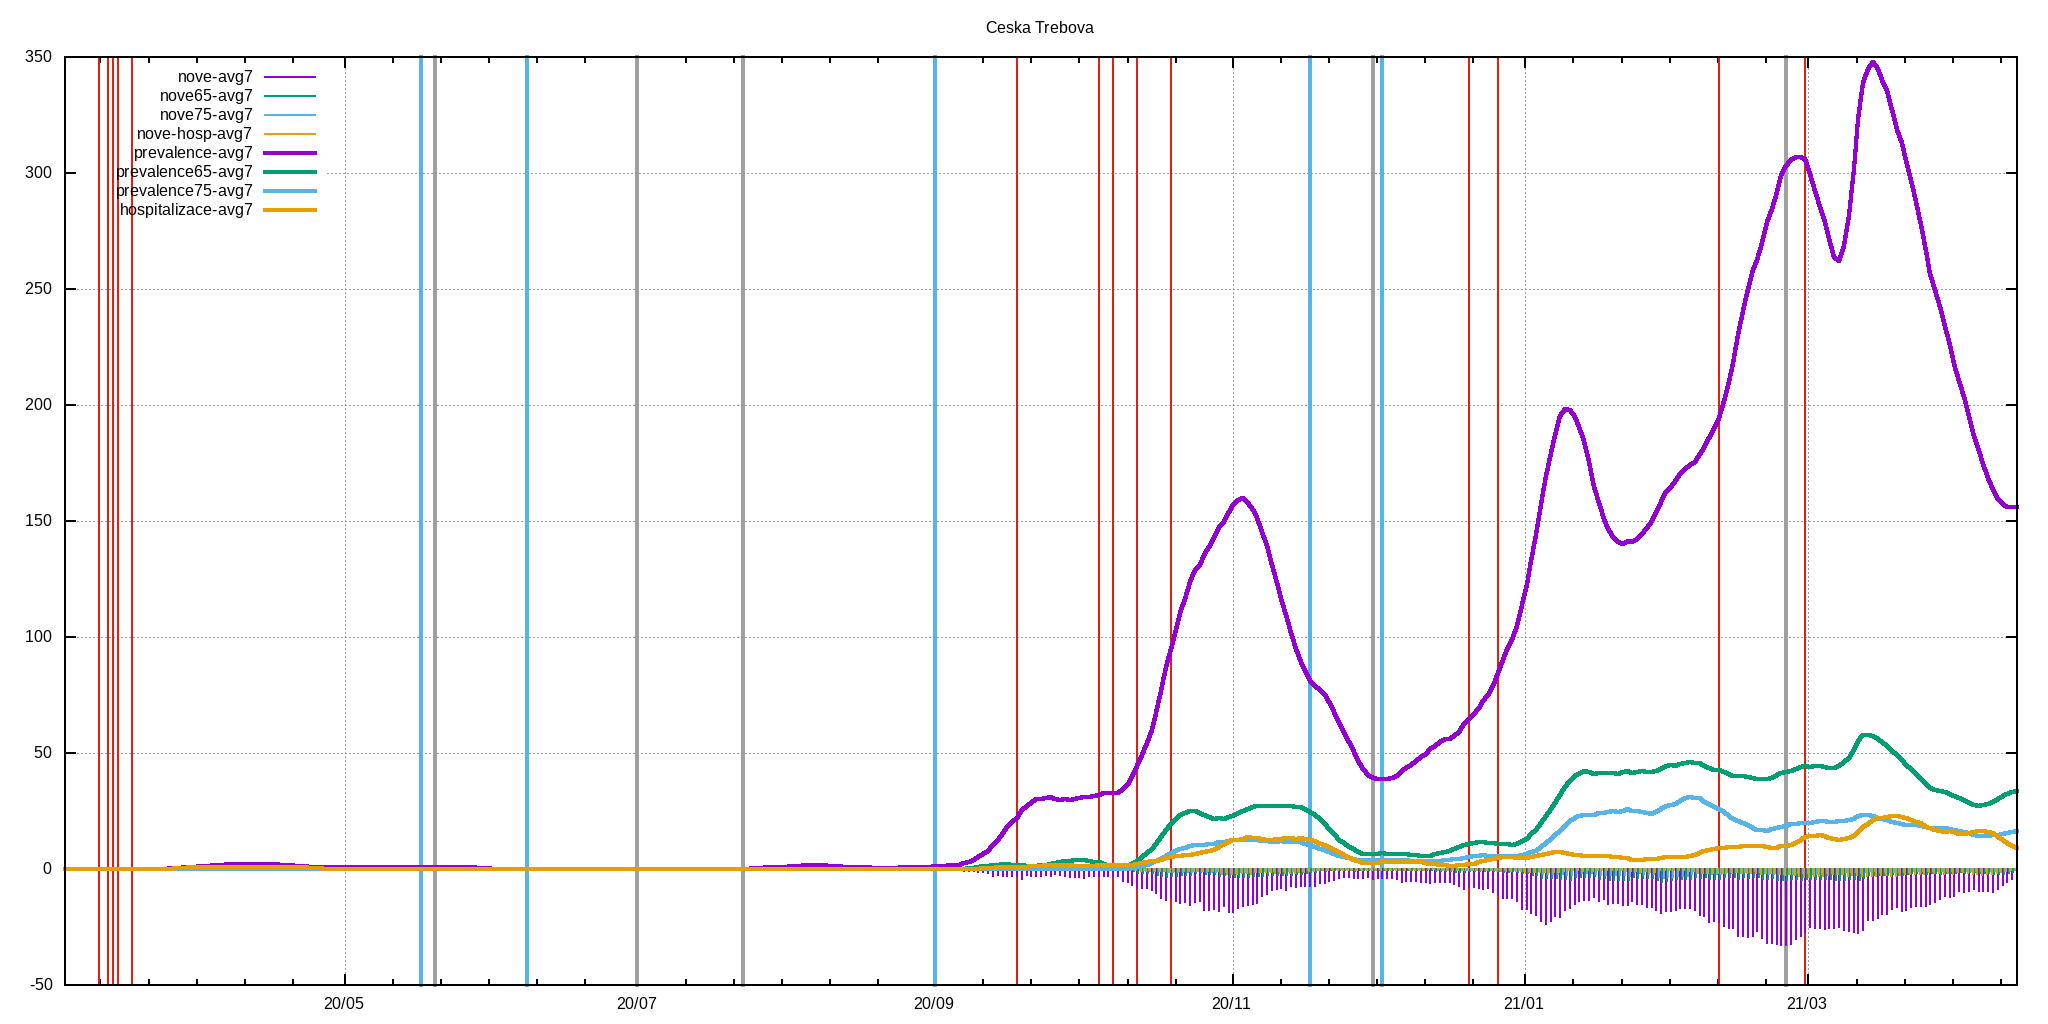 Ceska Trebova
350
300
250
200
150
100
50
0
-50
nove-avg7
nove65-avg7
nove75-avg7
nove-hosp-avg7
prevalence-avg7
prevalence65-avg7
prevalence75-avg7
hospitalizace-avg7
20/05
20/07
20/09
20/11
21/01
21/03